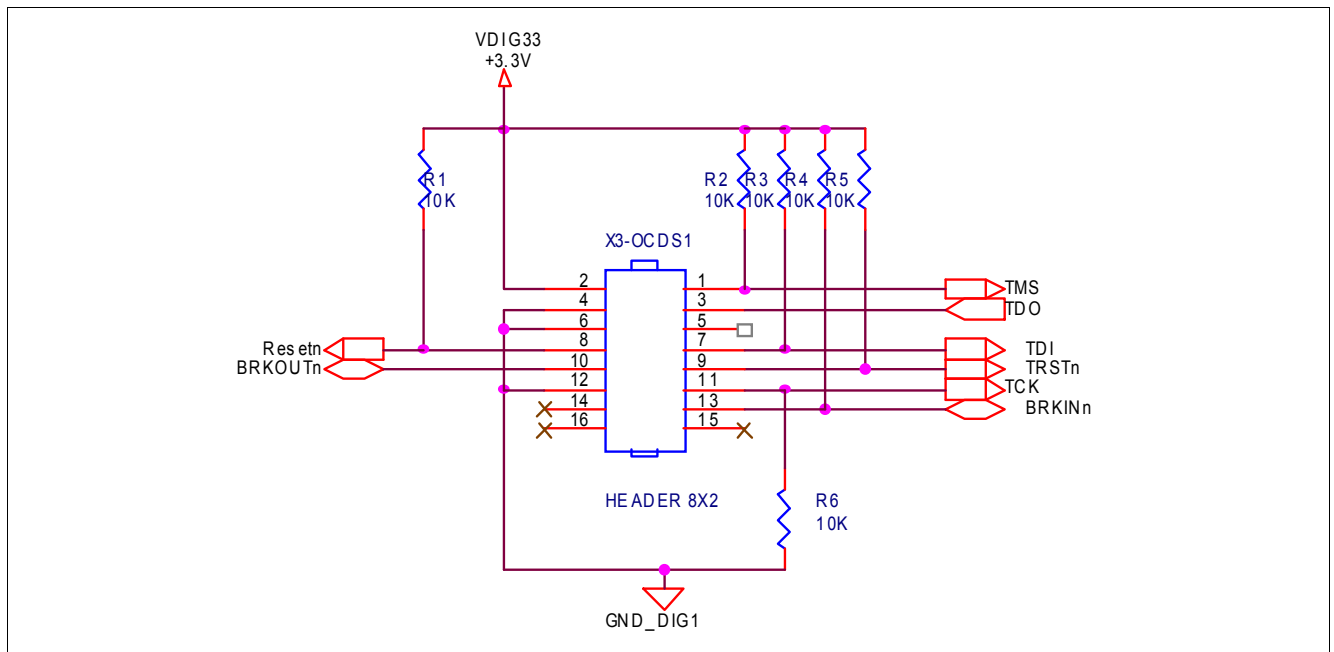 VDIG33
+3.3V
R1
10K
R2 R3 R4 R5
10K 10K 10K 10K
X3-OCDS1
2 1
4 3
6 5
8 7
10 9
12 11
14 13
16 15
Resetn
BRKOUTn
TMS
TDO
TDI
TRSTn
TCK
BRKINn
HEADER 8X2
R6
10K
GND_DIG1